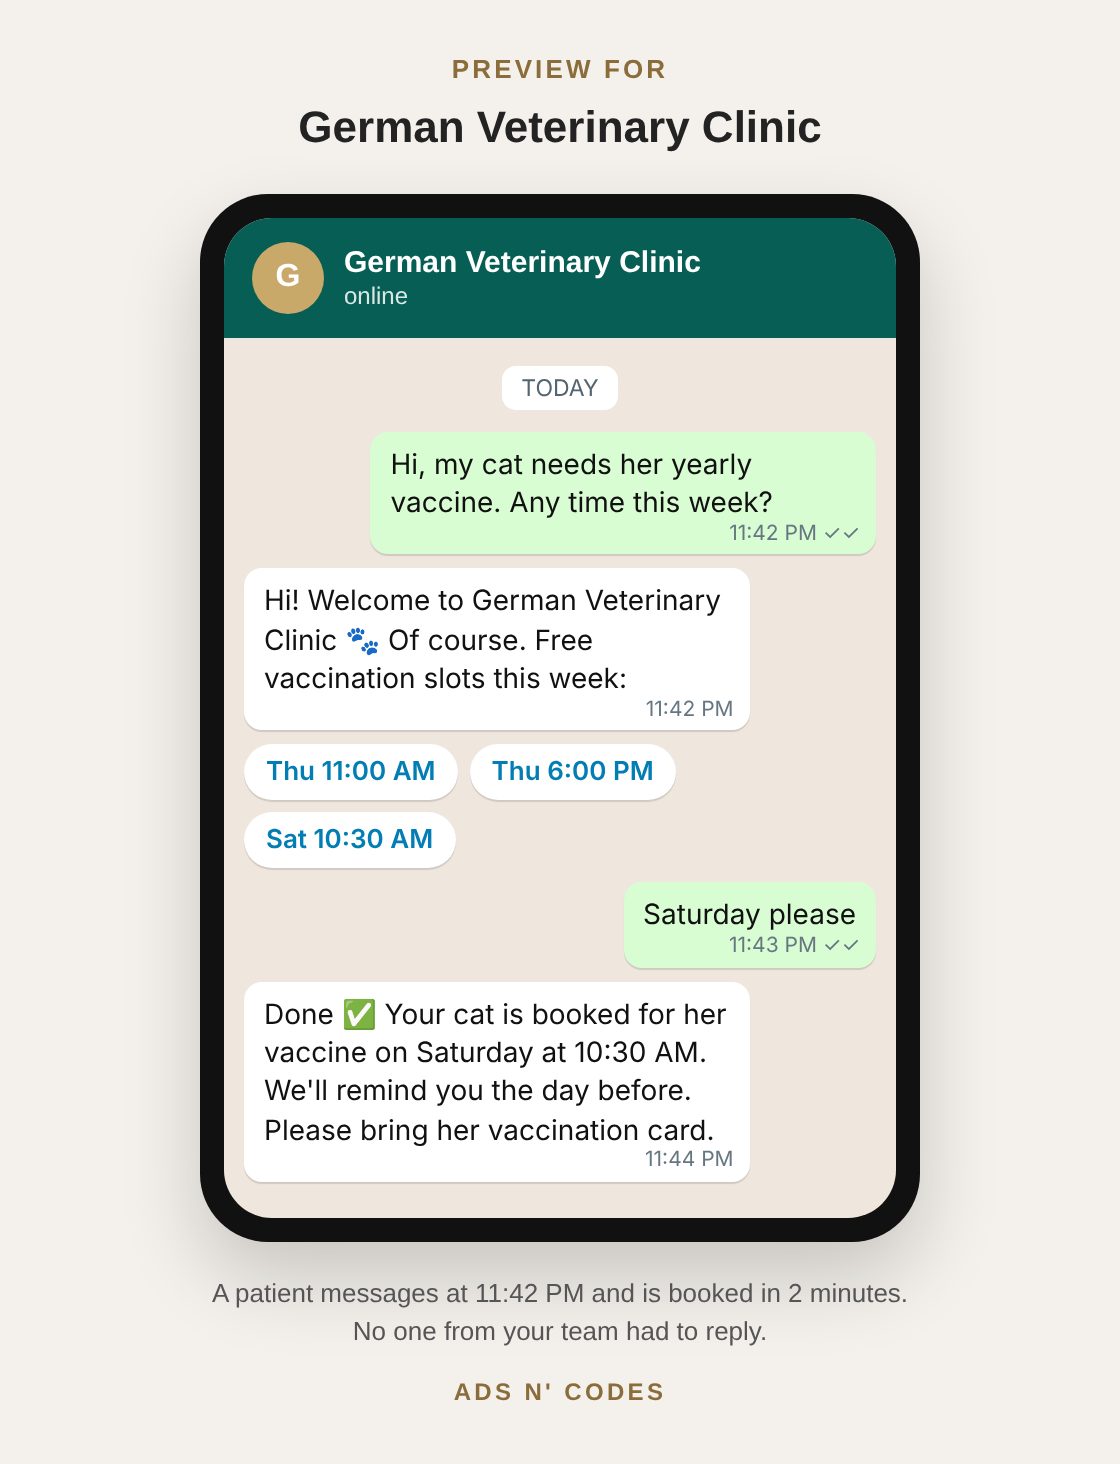 PREVIEW FOR
German Veterinary Clinic
G
German Veterinary Clinic
online
TODAY
Hi, my cat needs her yearly
vaccine. Any time this week?
11:42 PM ✓✓
Hi! Welcome to German Veterinary
Clinic 🐾 Of course. Free
vaccination slots this week:
11:42 PM
Thu 11:00 AM
Thu 6:00 PM
Sat 10:30 AM
Saturday please
11:43 PM ✓✓
Done ✅ Your cat is booked for her
vaccine on Saturday at 10:30 AM.
We'll remind you the day before.
Please bring her vaccination card.
11:44 PM
A patient messages at 11:42 PM and is booked in 2 minutes.
No one from your team had to reply.
ADS N' CODES